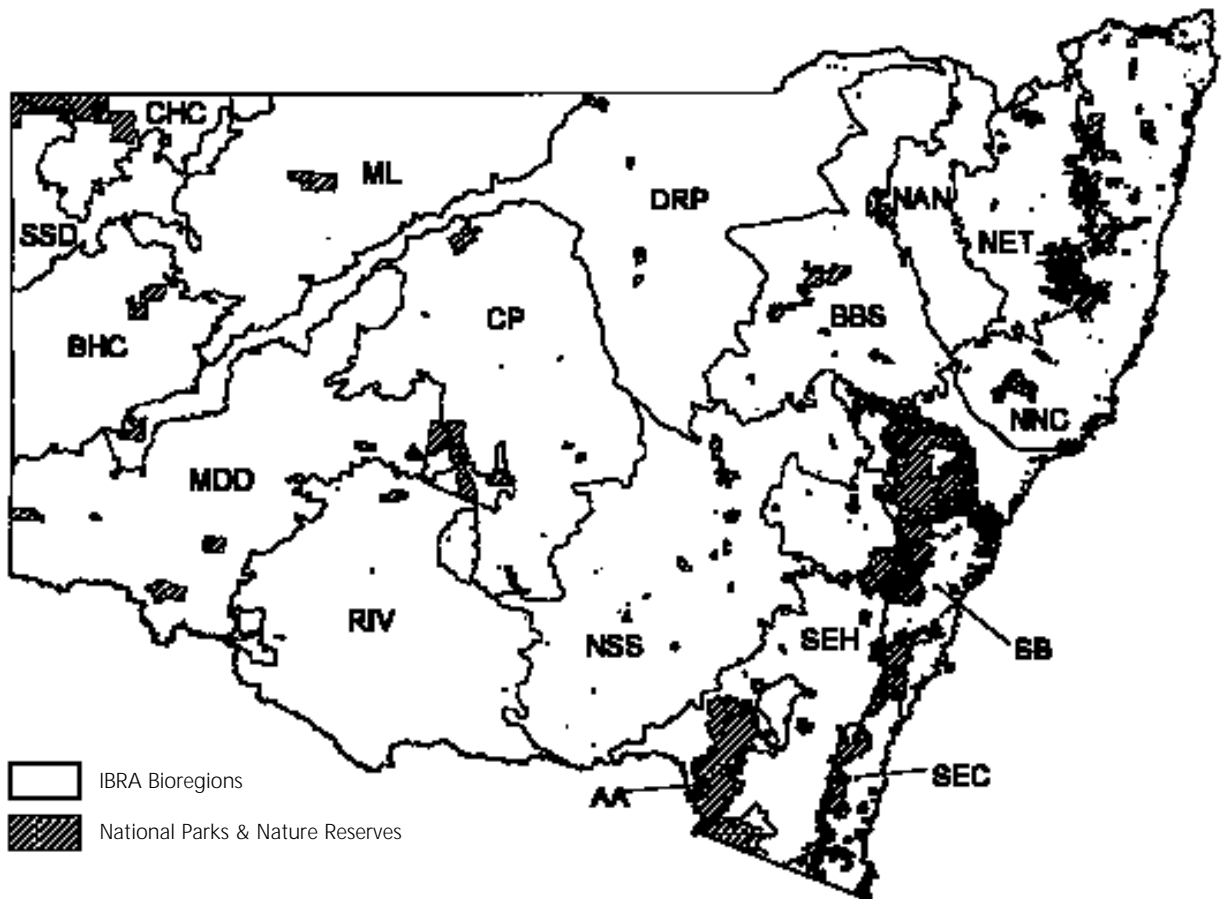 CHC
ML
DRP
NAN
SSD
NET
CP
BBS
BHC
NNC
MDD
RIV
NSS
SEH
SB
SEC
AA
IBRA Bioregions
National Parks & Nature Reserves